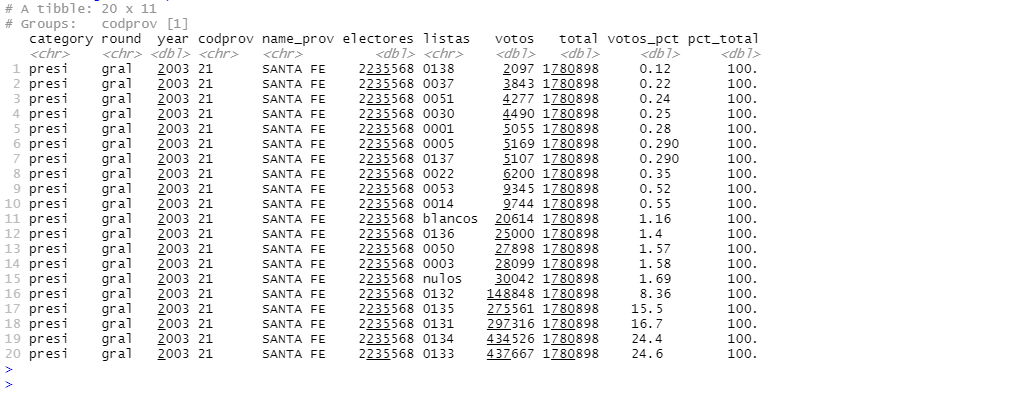 # A tibble: 20 x 11
# Groups:   codprov [1]
   category round  year codprov name_prov electores listas    votos   total votos_pct pct_total
   <chr>    <chr> <dbl> <chr>   <chr>         <dbl> <chr>     <dbl>   <dbl>     <dbl>     <dbl>
 1 presi    gral   2003 21      SANTA FE    2235568 0138       2097 1780898     0.12       100.
 2 presi    gral   2003 21      SANTA FE    2235568 0037       3843 1780898     0.22       100.
 3 presi    gral   2003 21      SANTA FE    2235568 0051       4277 1780898     0.24       100.
 4 presi    gral   2003 21      SANTA FE    2235568 0030       4490 1780898     0.25       100.
 5 presi    gral   2003 21      SANTA FE    2235568 0001       5055 1780898     0.28       100.
 6 presi    gral   2003 21      SANTA FE    2235568 0005       5169 1780898     0.290      100.
 7 presi    gral   2003 21      SANTA FE    2235568 0137       5107 1780898     0.290      100.
 8 presi    gral   2003 21      SANTA FE    2235568 0022       6200 1780898     0.35       100.
 9 presi    gral   2003 21      SANTA FE    2235568 0053       9345 1780898     0.52       100.
10 presi    gral   2003 21      SANTA FE    2235568 0014       9744 1780898     0.55       100.
11 presi    gral   2003 21      SANTA FE    2235568 blancos   20614 1780898     1.16       100.
12 presi    gral   2003 21      SANTA FE    2235568 0136      25000 1780898     1.4        100.
13 presi    gral   2003 21      SANTA FE    2235568 0050      27898 1780898     1.57       100.
14 presi    gral   2003 21      SANTA FE    2235568 0003      28099 1780898     1.58       100.
15 presi    gral   2003 21      SANTA FE    2235568 nulos     30042 1780898     1.69       100.
16 presi    gral   2003 21      SANTA FE    2235568 0132     148848 1780898     8.36       100.
17 presi    gral   2003 21      SANTA FE    2235568 0135     275561 1780898    15.5        100.
18 presi    gral   2003 21      SANTA FE    2235568 0131     297316 1780898    16.7        100.
19 presi    gral   2003 21      SANTA FE    2235568 0134     434526 1780898    24.4        100.
20 presi    gral   2003 21      SANTA FE    2235568 0133     437667 1780898    24.6        100.
>
>